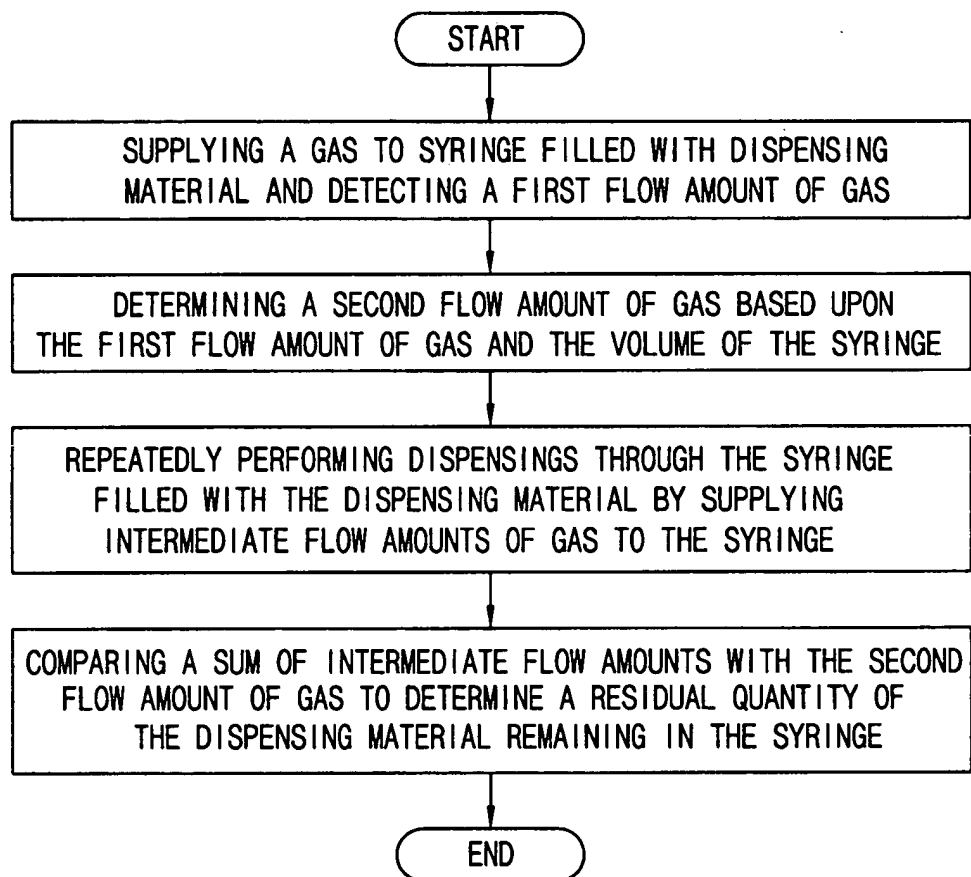 START
SUPPLYING A GAS TO SYRINGE FILLED WITH DISPENSING
MATERIAL AND DETECTING A FIRST FLOW AMOUNT OF GAS
DETERMINING A SECOND FLOW AMOUNT OF GAS BASED UPON
THE FIRST FLOW AMOUNT OF GAS AND THE VOLUME OF THE SYRINGE
REPEATEDLY PERFORMING DISPENSINGS THROUGH THE SYRINGE
FILLED WITH THE DISPENSING MATERIAL BY SUPPLYING
INTERMEDIATE FLOW AMOUNTS OF GAS TO THE SYRINGE
COMPARING A SUM OF INTERMEDIATE FLOW AMOUNTS WITH THE SECOND
FLOW AMOUNT OF GAS TO DETERMINE A RESIDUAL QUANTITY OF
THE DISPENSING MATERIAL REMAINING IN THE SYRINGE
END